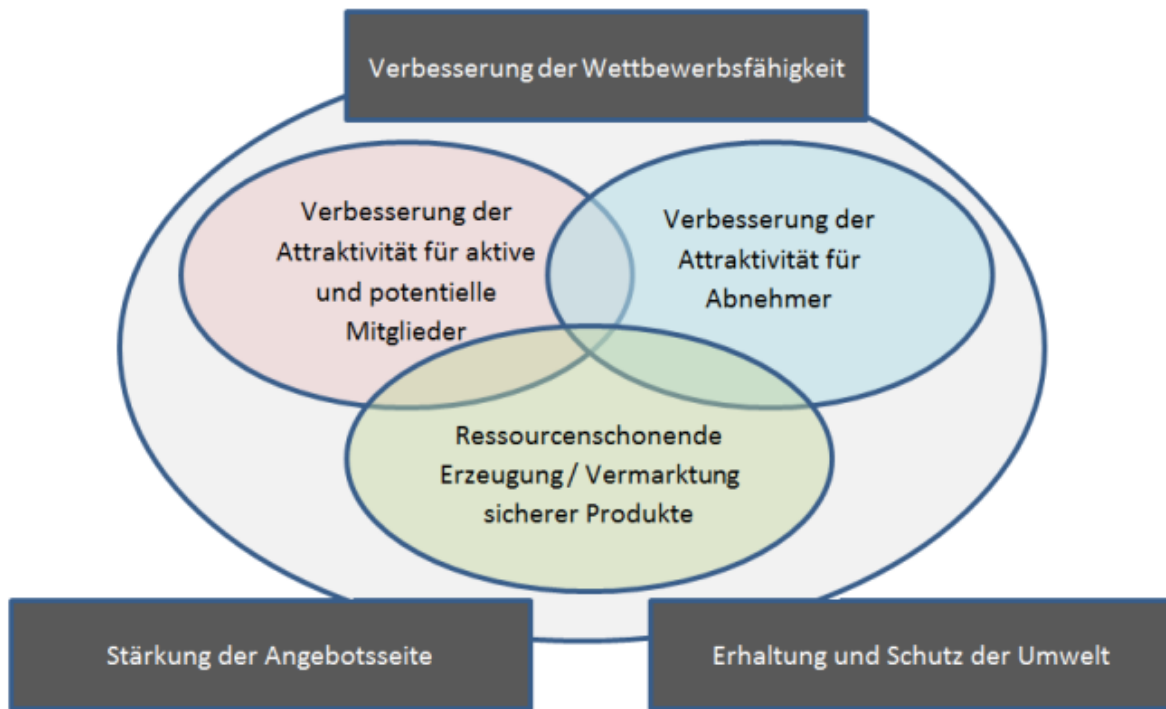 Verbesserung der Wettbewerbsfähigkeit
Verbesserung der
Attraktivität für aktive
und potentielle
Mitglieder
Verbesserung der
Attraktivität für
Abnehmer
Ressourcenschonende
Erzeugung / Vermarktung
sicherer Produkte
Stärkung der Angebotsseite
Erhaltung und Schutz der Umwelt